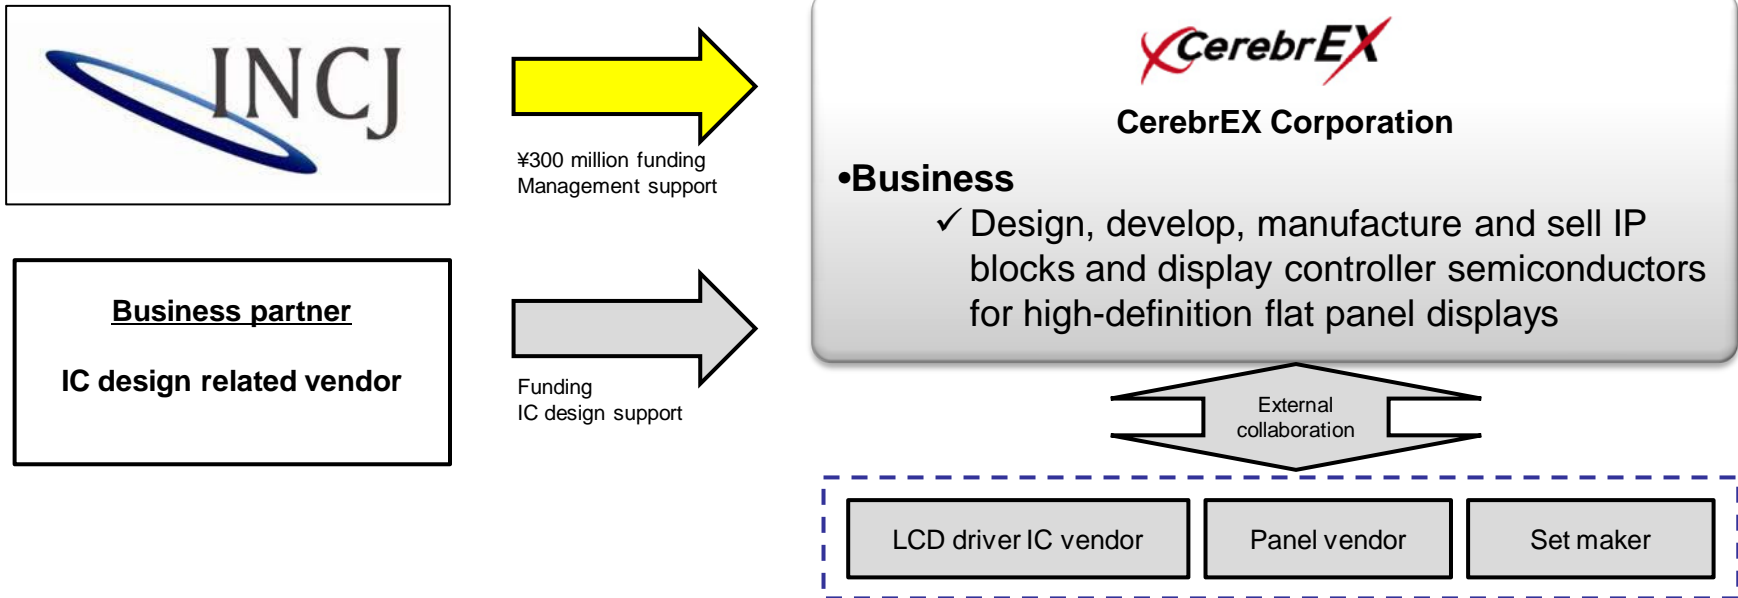 INCJ
¥300 million funding
Management support
Business partner
IC design related vendor
Funding
IC design support
CerebrEX
CerebrEX Corporation
•Business
✓ Design, develop, manufacture and sell IP
blocks and display controller semiconductors
for high-definition flat panel displays
External
collaboration
LCD driver IC vendor
Panel vendor
Set maker